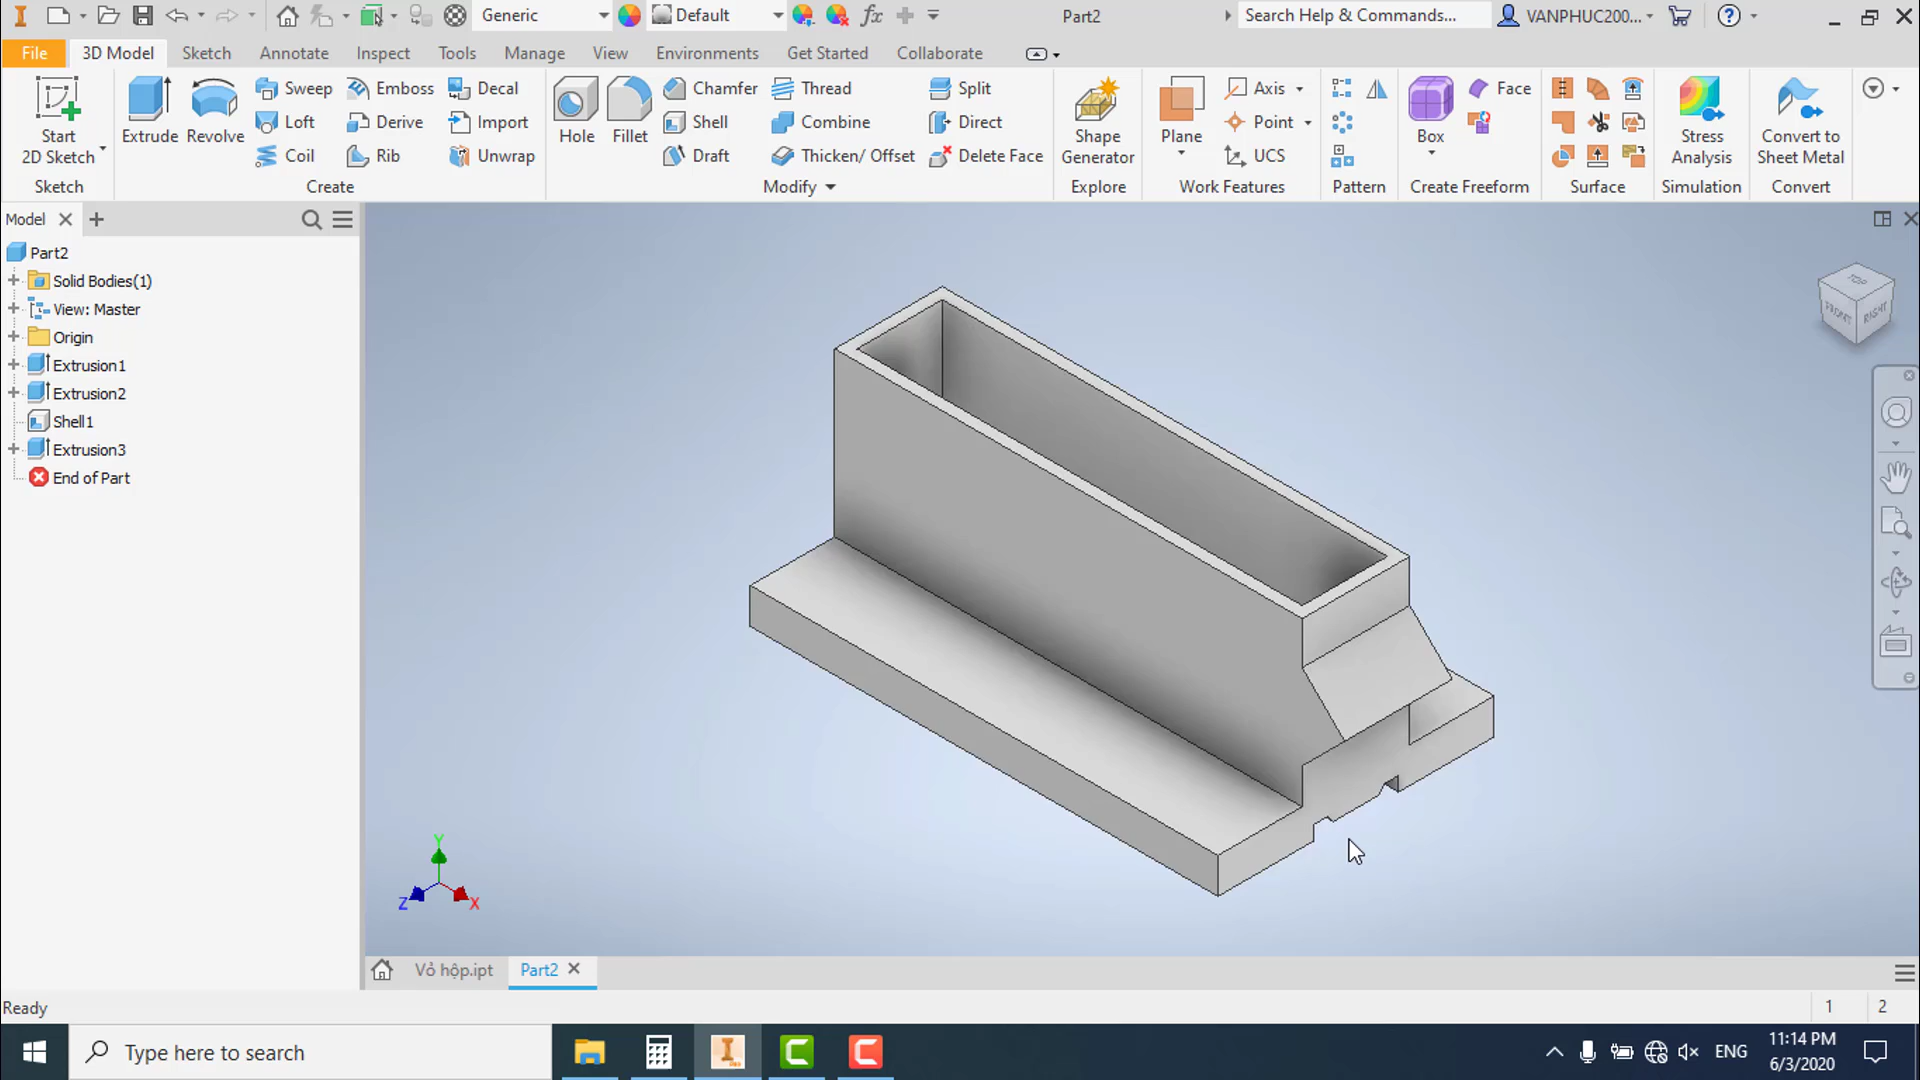 Generic
Default
fx
Part2
Search Help & Commands...
VANPHUC200...
File
3D Model
Sketch
Annotate
Inspect
Tools
Manage
View
Environments
Get Started
Collaborate
Start
2D Sketch
Extrude
Revolve
Sweep
Emboss
Decal
Loft
Derive
Import
Coil
Rib
Unwrap
Hole
Fillet
Chamfer
Thread
Split
Shell
Combine
Direct
Draft
Thicken/ Offset
Delete Face
Shape
Generator
Plane
Axis
Point
UCS
Box
Face
Stress
Analysis
Convert to
Sheet Metal
Sketch
Create
Modify
Explore
Work Features
Pattern
Create Freeform
Surface
Simulation
Convert
Model
Part2
Solid Bodies(1)
View: Master
Origin
Extrusion1
Extrusion2
Shell1
Extrusion3
End of Part
TOP
FRONT
RIGHT
Y
Z
X
Vỏ hộp.ipt
Part2
Ready
1
2
Type here to search
ENG
11:14 PM
6/3/2020